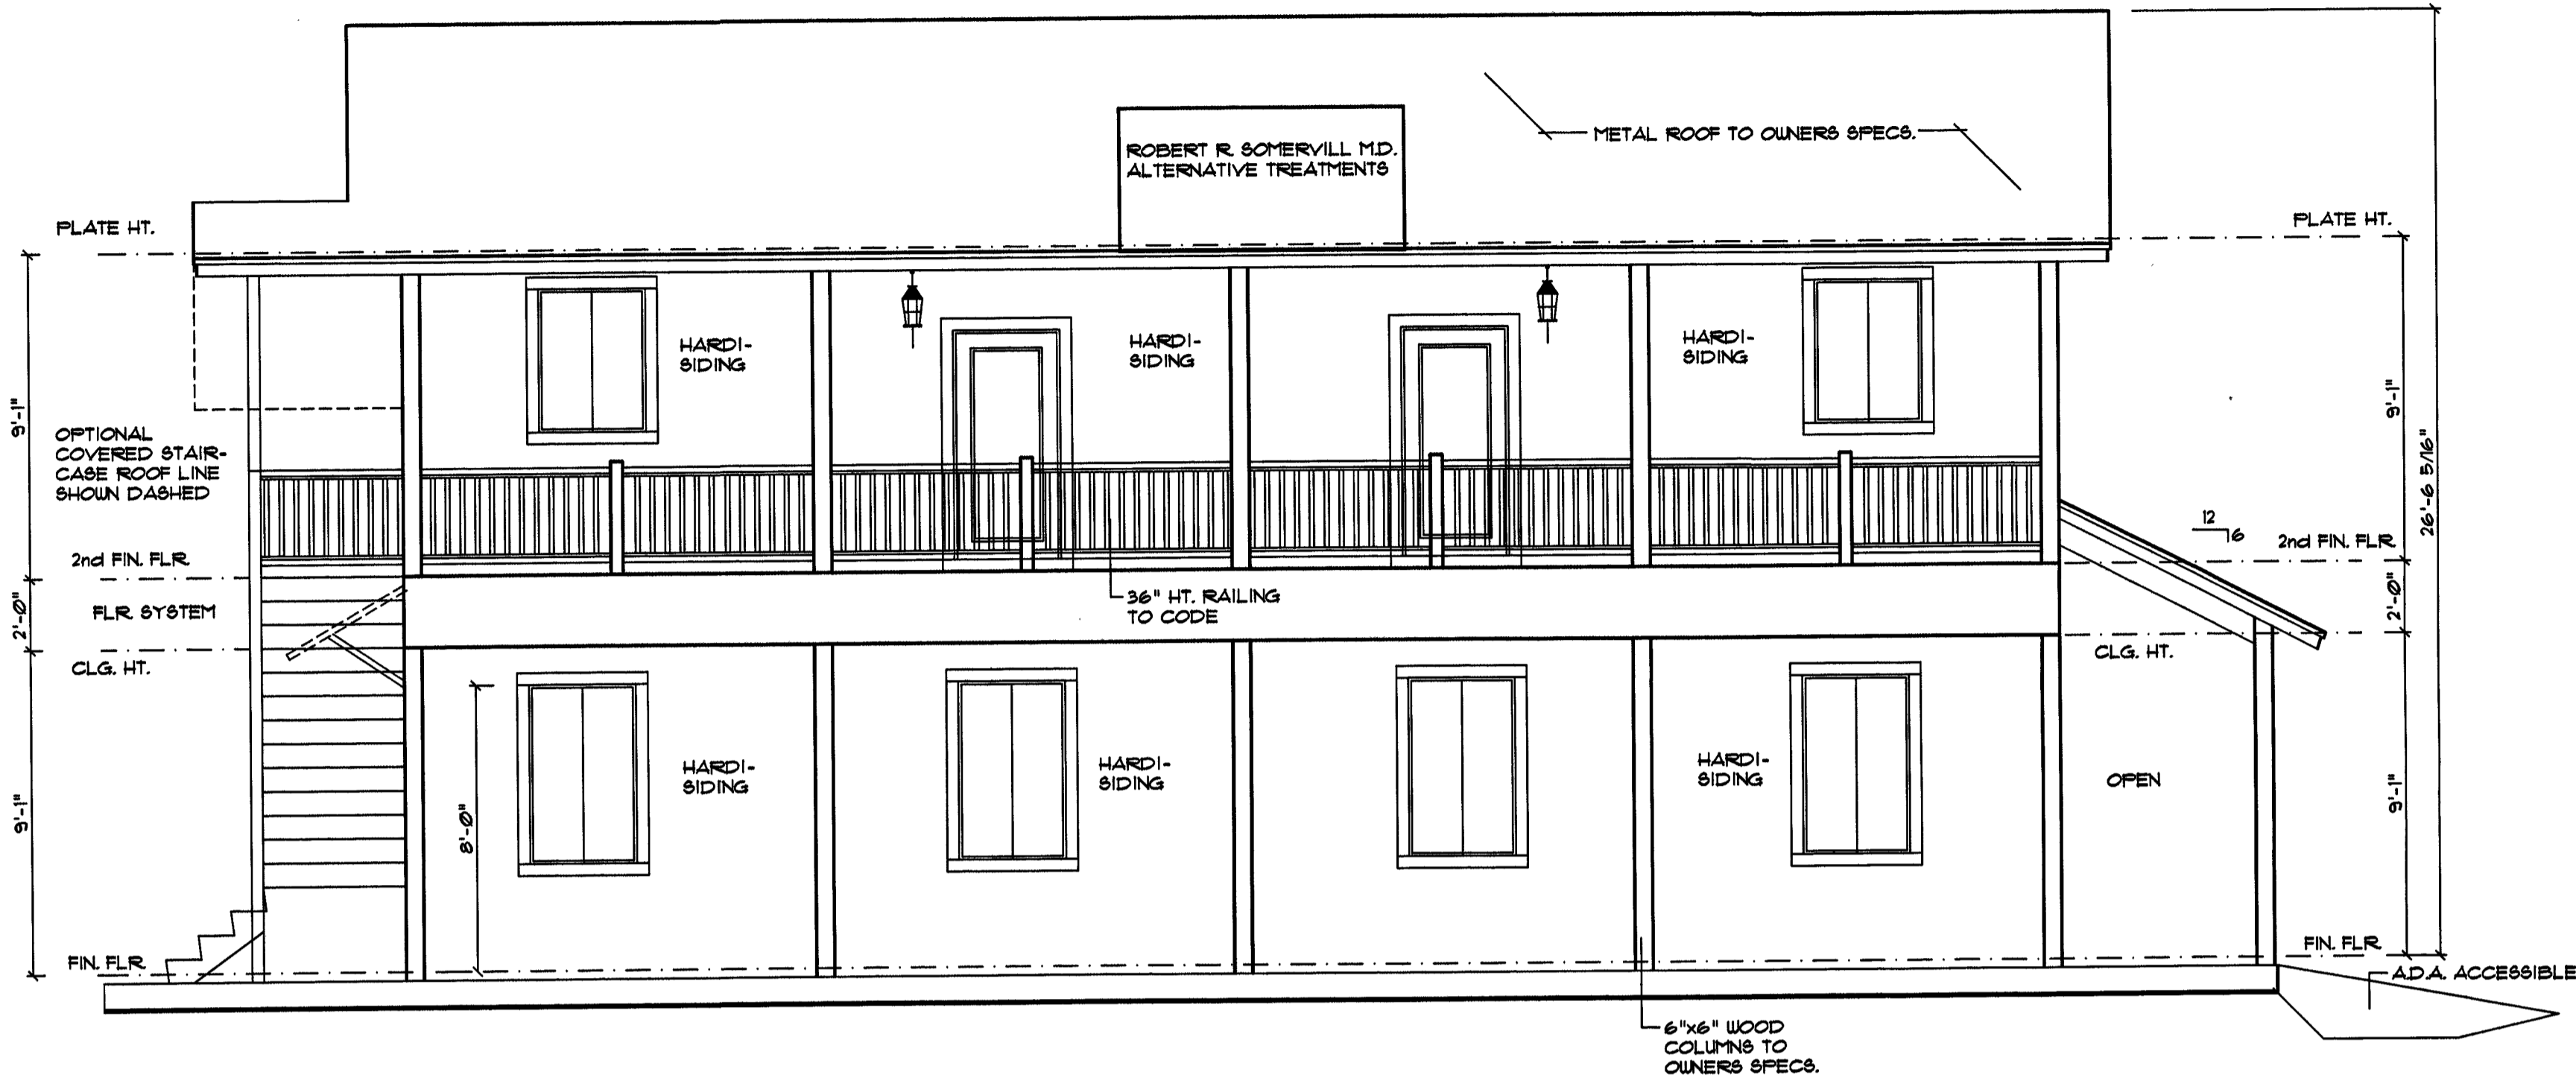 ROBERT R. SOMERVILL M.D.
ALTERNATIVE TREATMENTS
METAL ROOF TO OWNERS SPECS.
PLATE HT.
PLATE HT.
HARDI-
SIDING
HARDI-
SIDING
HARDI-
SIDING
9'-1"
9'-1"
26'-6 5/16"
OPTIONAL
COVERED STAIR-
CASE ROOF LINE
SHOWN DASHED
12
6
2nd FIN. FLR.
2nd FIN. FLR.
FLR. SYSTEM
2'-0"
2'-0"
36" HT. RAILING
TO CODE
CLG. HT.
CLG. HT.
HARDI-
SIDING
HARDI-
SIDING
HARDI-
SIDING
OPEN
9'-1"
8'-0"
9'-1"
FIN. FLR.
FIN. FLR.
A.D.A. ACCESSIBLE
6"x6" WOOD
COLUMNS TO
OWNERS SPECS.